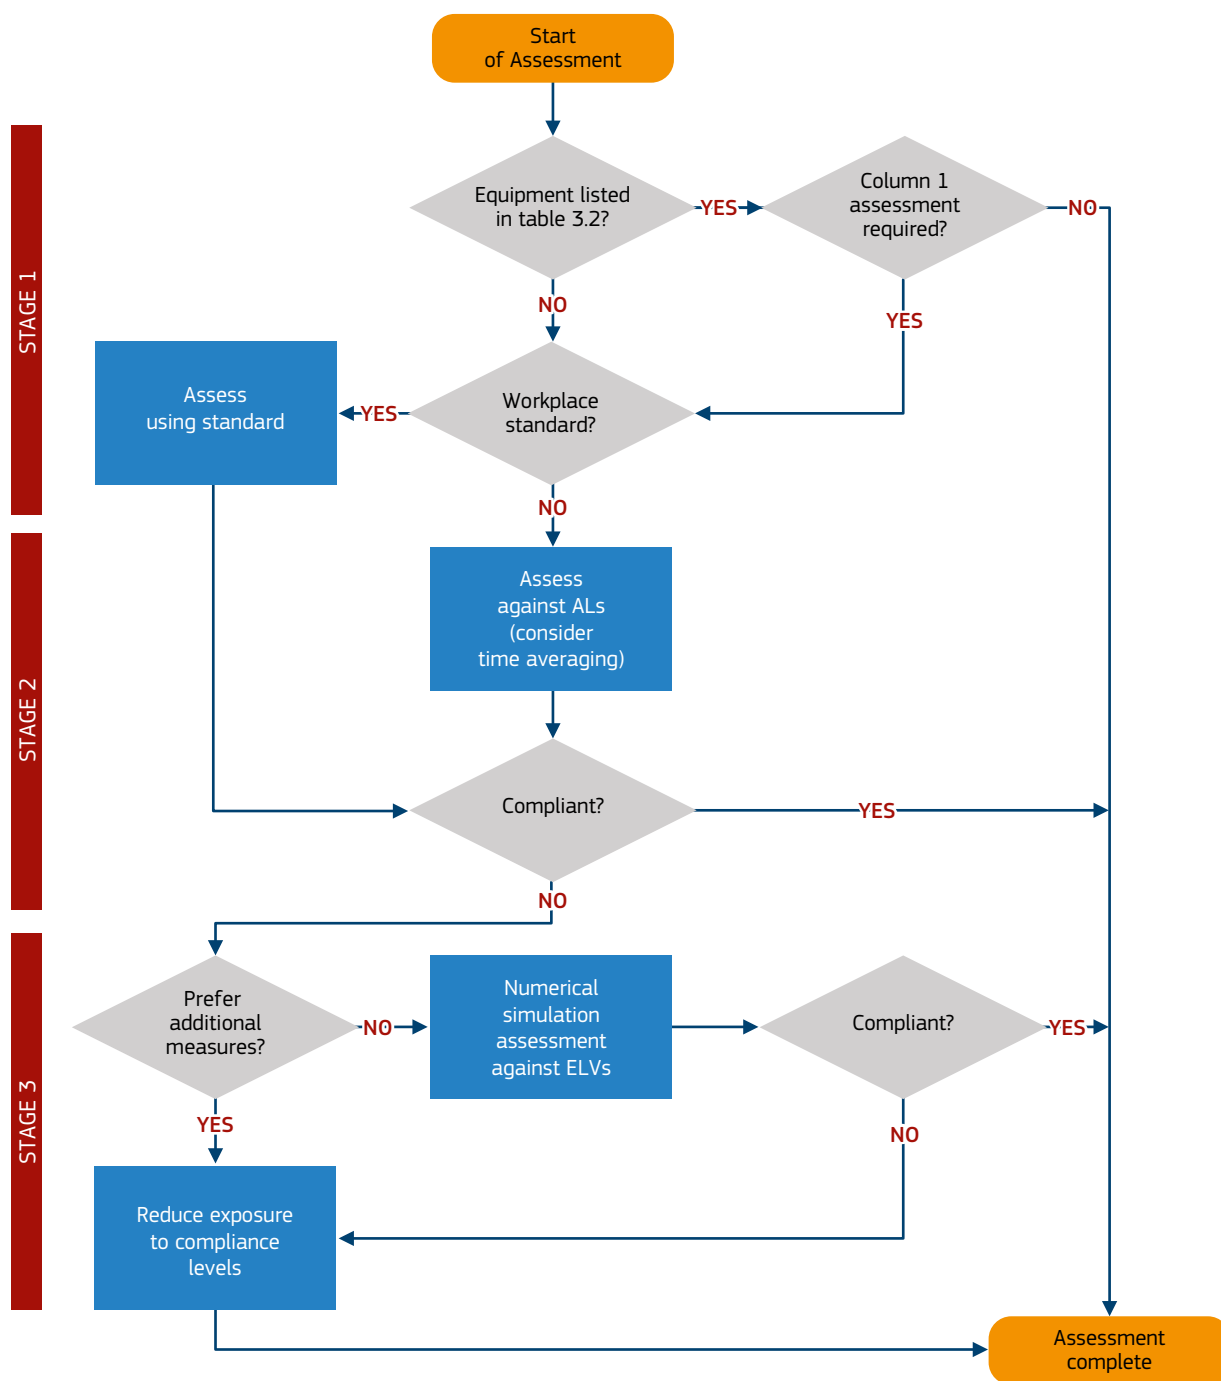 Start
of Assessment
STAGE 1
Equipment listed
in table 3.2?
YES
Column 1
assessment
required?
NO
NO
YES
Assess
using standard
YES
Workplace
standard?
NO
STAGE 2
Assess
against ALs
(consider
time averaging)
Compliant?
YES
NO
STAGE 3
Prefer
additional
measures?
NO
Numerical
simulation
assessment
against ELVs
Compliant?
YES
YES
NO
Reduce exposure
to compliance
levels
Assessment
complete